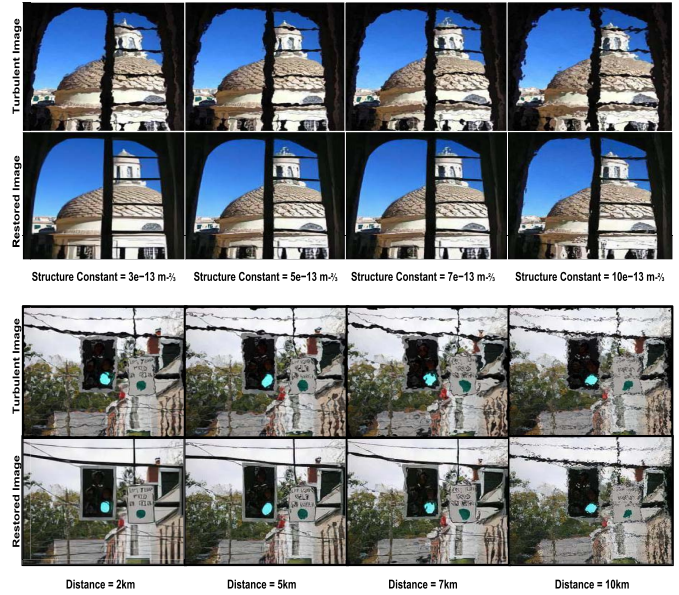 Turbulent Image
Restored Image
Structure Constant = 3e−13 m-⅔
Structure Constant = 5e−13 m-⅔
Structure Constant = 7e−13 m-⅔
Structure Constant = 10e−13 m-⅔
Turbulent Image
Restored Image
Distance = 2km
Distance = 5km
Distance = 7km
Distance = 10km